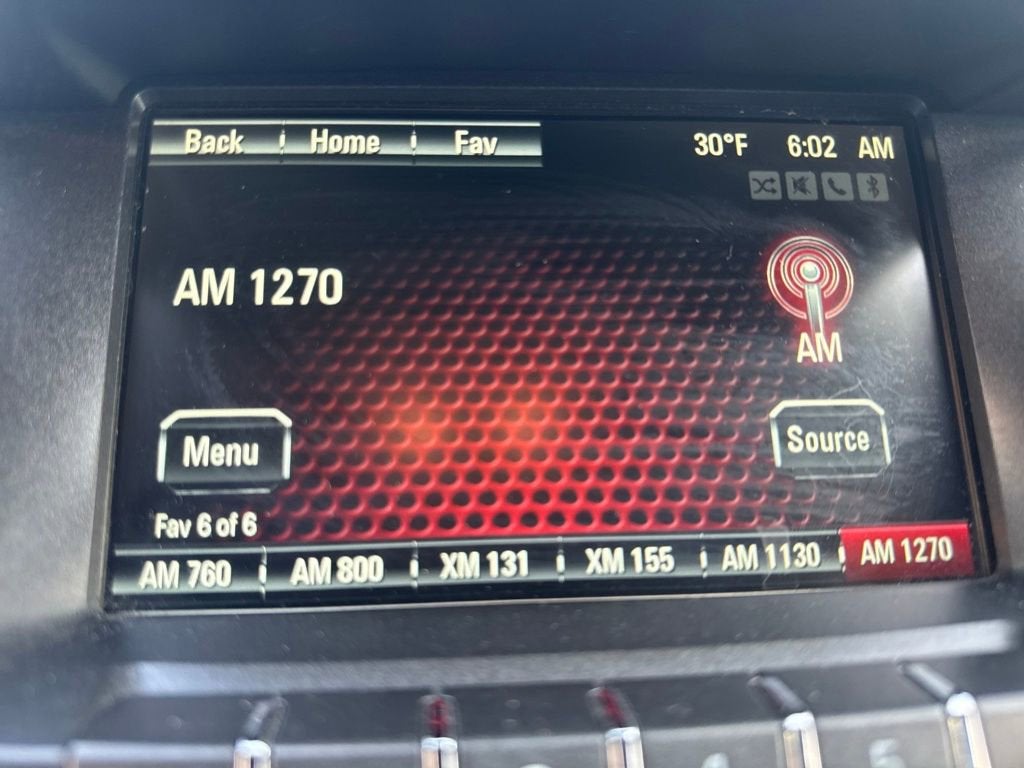 Back Home Fav 30°F 6:02 AM
AM 1270
AM
Menu Source
Fav 6 of 6
AM 760 AM 800 XM 131 XM 155 AM 1130 AM 1270